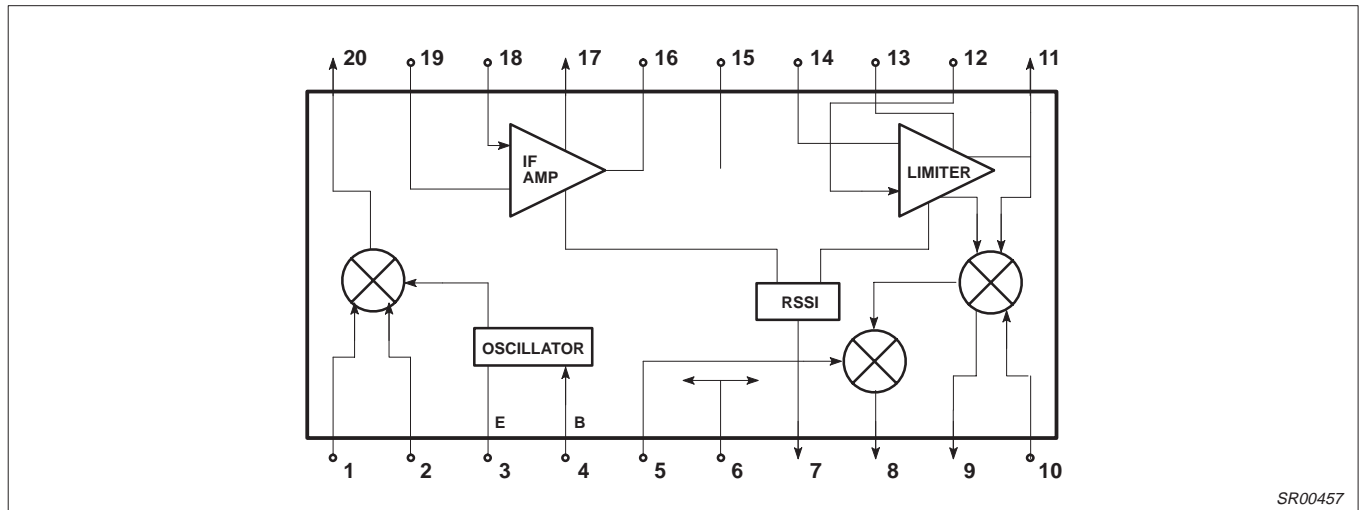 20 19 18 17 16 15 14 13 12 11
IF
AMP
LIMITER
RSSI
OSCILLATOR
E B
1 2 3 4 5 6 7 8 9 10
SR00457